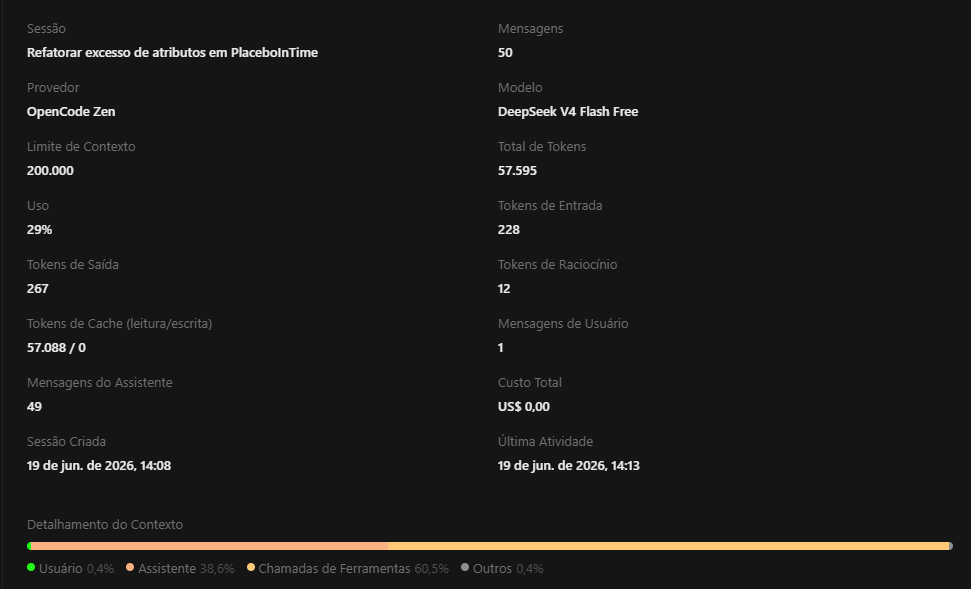 Sessão
Mensagens
Refatorar excesso de atributos em PlaceboInTime
50
Provedor
Modelo
OpenCode Zen
DeepSeek V4 Flash Free
Limite de Contexto
Total de Tokens
200.000
57.595
Uso
Tokens de Entrada
29%
228
Tokens de Saída
Tokens de Raciocínio
267
12
Tokens de Cache (leitura/escrita)
Mensagens de Usuário
57.088 / 0
1
Mensagens do Assistente
Custo Total
49
US$ 0,00
Sessão Criada
Última Atividade
19 de jun. de 2026, 14:08
19 de jun. de 2026, 14:13
Detalhamento do Contexto
Usuário 0,4% Assistente 38,6% Chamadas de Ferramentas 60,5% Outros 0,4%